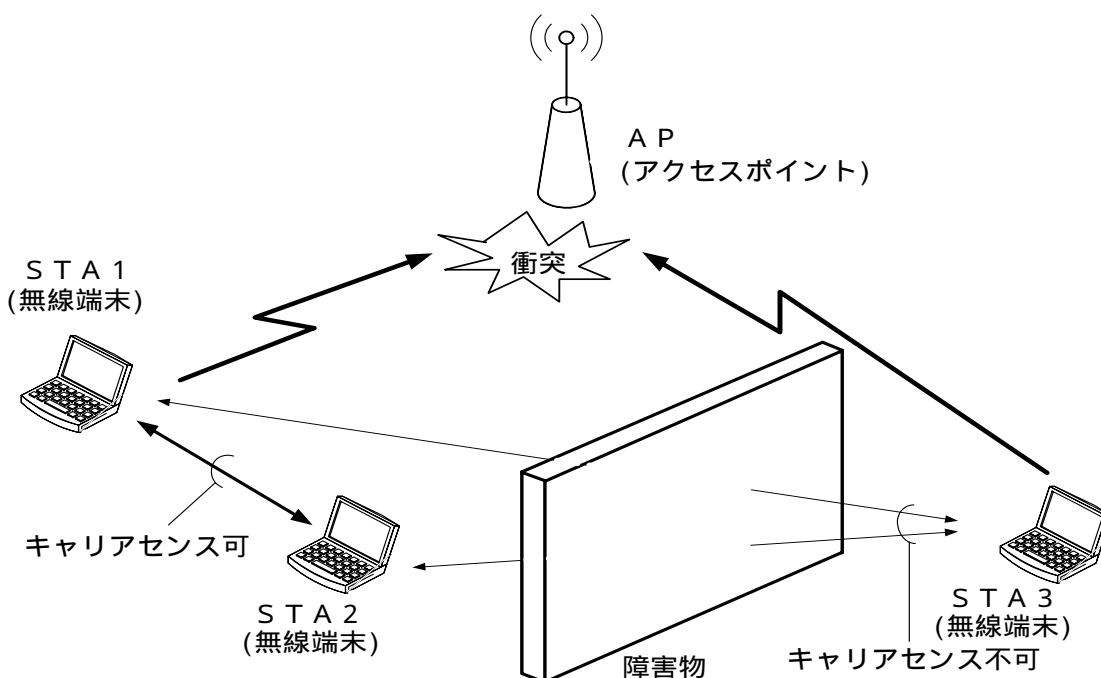 ＡＰ
(アクセスポイント)
衝突
ＳＴＡ１
(無線端末)
キャリアセンス可
ＳＴＡ２
(無線端末)
障害物
ＳＴＡ３
(無線端末)
キャリアセンス不可